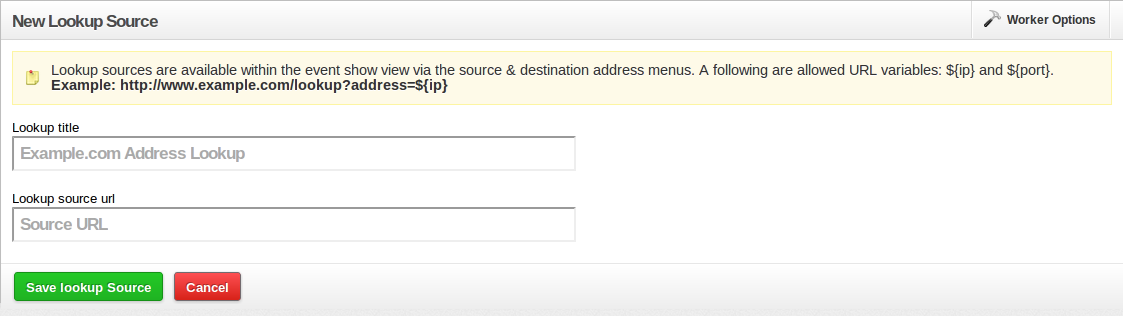 New Lookup Source
Worker Options
Lookup sources are available within the event show view via the source & destination address menus. A following are allowed URL variables: ${ip} and ${port}.
Example: http://www.example.com/lookup?address=${ip}
Lookup title
Example.com Address Lookup
Lookup source url
Source URL
Save lookup Source
Cancel